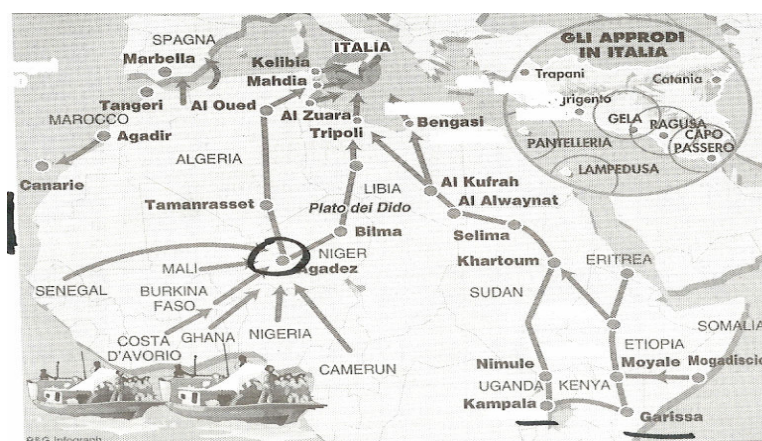 SPAGNA
Marbella
Tangeri
MAROCCO
Agadir
Canarie
ITALIA
Kelibia
Mahdia
Al Oued
Al Zuara
Tripoli
Bengasi
GLI APPRODI
IN ITALIA
Trapani
Catania
rigento
GELA
RAGUSA
CAPO
PASSERO
PANTELLERIA
LAMPEDUSA
ALGERIA
Tamanrasset
LIBIA
Plato dei Dido
Bilma
Al Kufrah
Al Alwaynat
Selima
Khartoum
NIGER
Agadez
MALI
SENEGAL
BURKINA
FASO
COSTA
D'AVORIO
GHANA
NIGERIA
CAMERUN
ERITREA
SUDAN
SOMALIA
ETIOPIA
Nimule
Moyale
Mogadiscio
UGANDA
KENYA
Kampala
Garissa
P&G Infograph